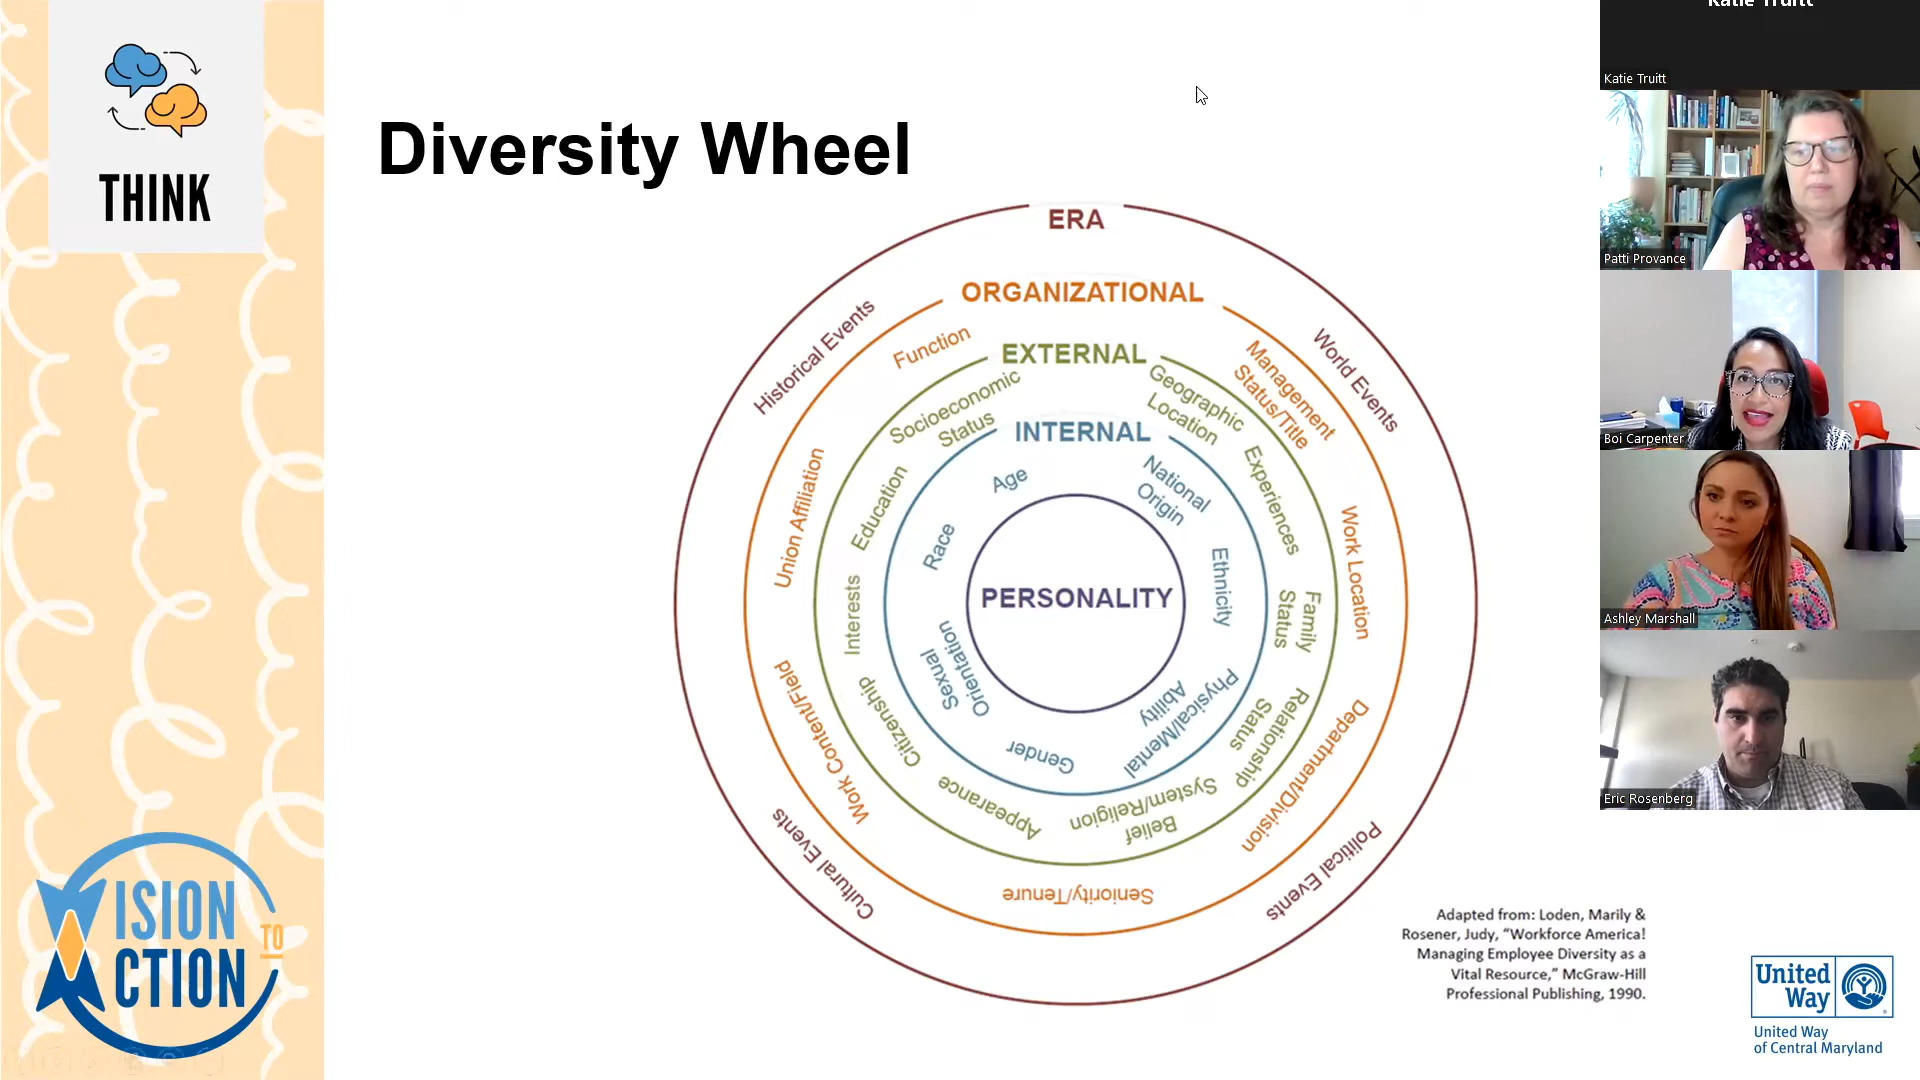 THINK
Diversity Wheel
ERA
Historical Events
World Events
Political Events
Cultural Events
ORGANIZATIONAL
Function
Management
Status/Title
Work Location
Department/Division
Seniority/Tenure
Work Content/Field
Union Affiliation
EXTERNAL
Socioeconomic
Status
Geographic
Location
Experiences
Family
Status
Relationship
Status
Belief
System/Religion
Appearance
Citizenship
Interests
Education
INTERNAL
Age
National
Origin
Ethnicity
Physical/Mental
Ability
Gender
Sexual
Orientation
Race
PERSONALITY
Adapted from: Loden, Marily &
Rosener, Judy, “Workforce America!
Managing Employee Diversity as a
Vital Resource,” McGraw-Hill
Professional Publishing, 1990.
VISION
TO
ACTION
United
Way
United Way
of Central Maryland
Katie Truitt
Katie Truitt
Patti Provance
Boi Carpenter
Ashley Marshall
Eric Rosenberg